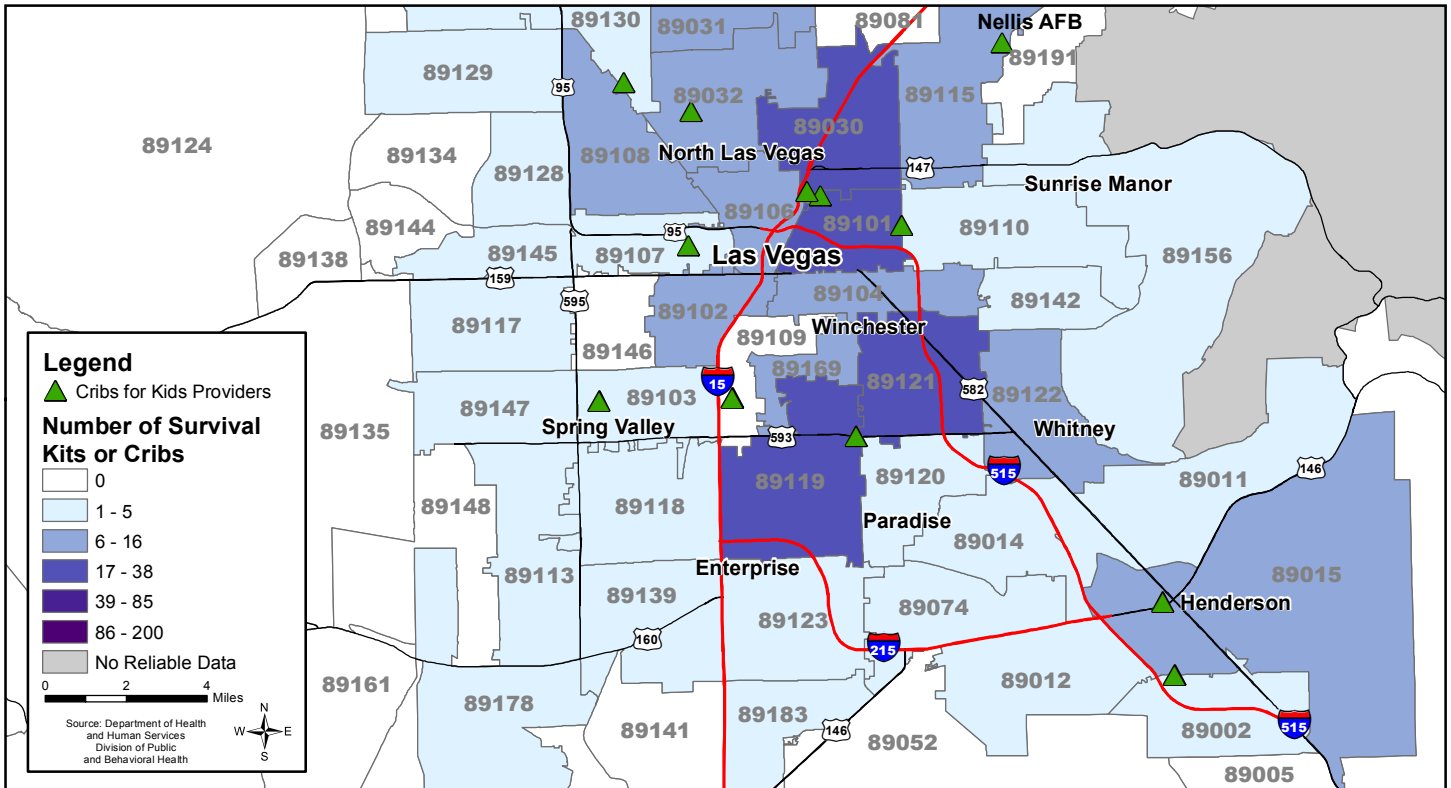 89130
89031
89081
Nellis AFB
89191
89129
95
89032
89115
89124
89030
89134
89108
North Las Vegas
147
89128
Sunrise Manor
89144
89106
89101
89110
95
89138
89145
89107
Las Vegas
89156
159
595
89102
89104
89142
89117
89146
89109
Winchester
89169
89121
15
582
89122
89147
89103
89135
Spring Valley
593
Whitney
515
146
89148
89118
89119
89120
89011
Paradise
89014
89113
Enterprise
89015
89139
89123
89074
Henderson
160
215
89161
89178
89012
89141
89183
146
89052
89002
515
89005
Legend
Cribs for Kids Providers
Number of Survival
Kits or Cribs
0
1 - 5
6 - 16
17 - 38
39 - 85
86 - 200
No Reliable Data
0 2 4
Miles
Source: Department of Health
and Human Services
Division of Public
and Behavioral Health
N
W E
S